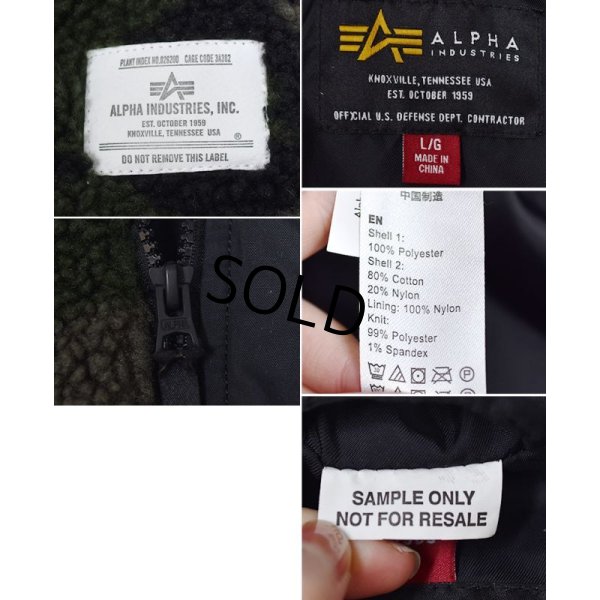 PLANT INDEX NO.026200 CAGE CODE 3A362
ALPHA INDUSTRIES, INC.
EST. OCTOBER 1959
KNOXVILLE, TENNESSEE USA
®
DO NOT REMOVE THIS LABEL
ALPHA
INDUSTRIES
KNOXVILLE, TENNESSEE USA
EST. OCTOBER 1959
OFFICIAL U.S. DEFENSE DEPT. CONTRACTOR
L/G
MADE IN
CHINA
ALPHA
SOLD
中国制造
EN
Shell 1:
100% Polyester
Shell 2:
80% Cotton
20% Nylon
Lining: 100% Nylon
Knit:
99% Polyester
1% Spandex
SAMPLE ONLY
NOT FOR RESALE